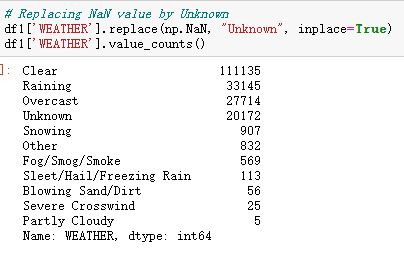 # Replacing NaN value by Unknown
df1['WEATHER'].replace(np.NaN, "Unknown", inplace=True)
df1['WEATHER'].value_counts()
]: Clear 111135
Raining 33145
Overcast 27714
Unknown 20172
Snowing 907
Other 832
Fog/Smog/Smoke 569
Sleet/Hail/Freezing Rain 113
Blowing Sand/Dirt 56
Severe Crosswind 25
Partly Cloudy 5
Name: WEATHER, dtype: int64